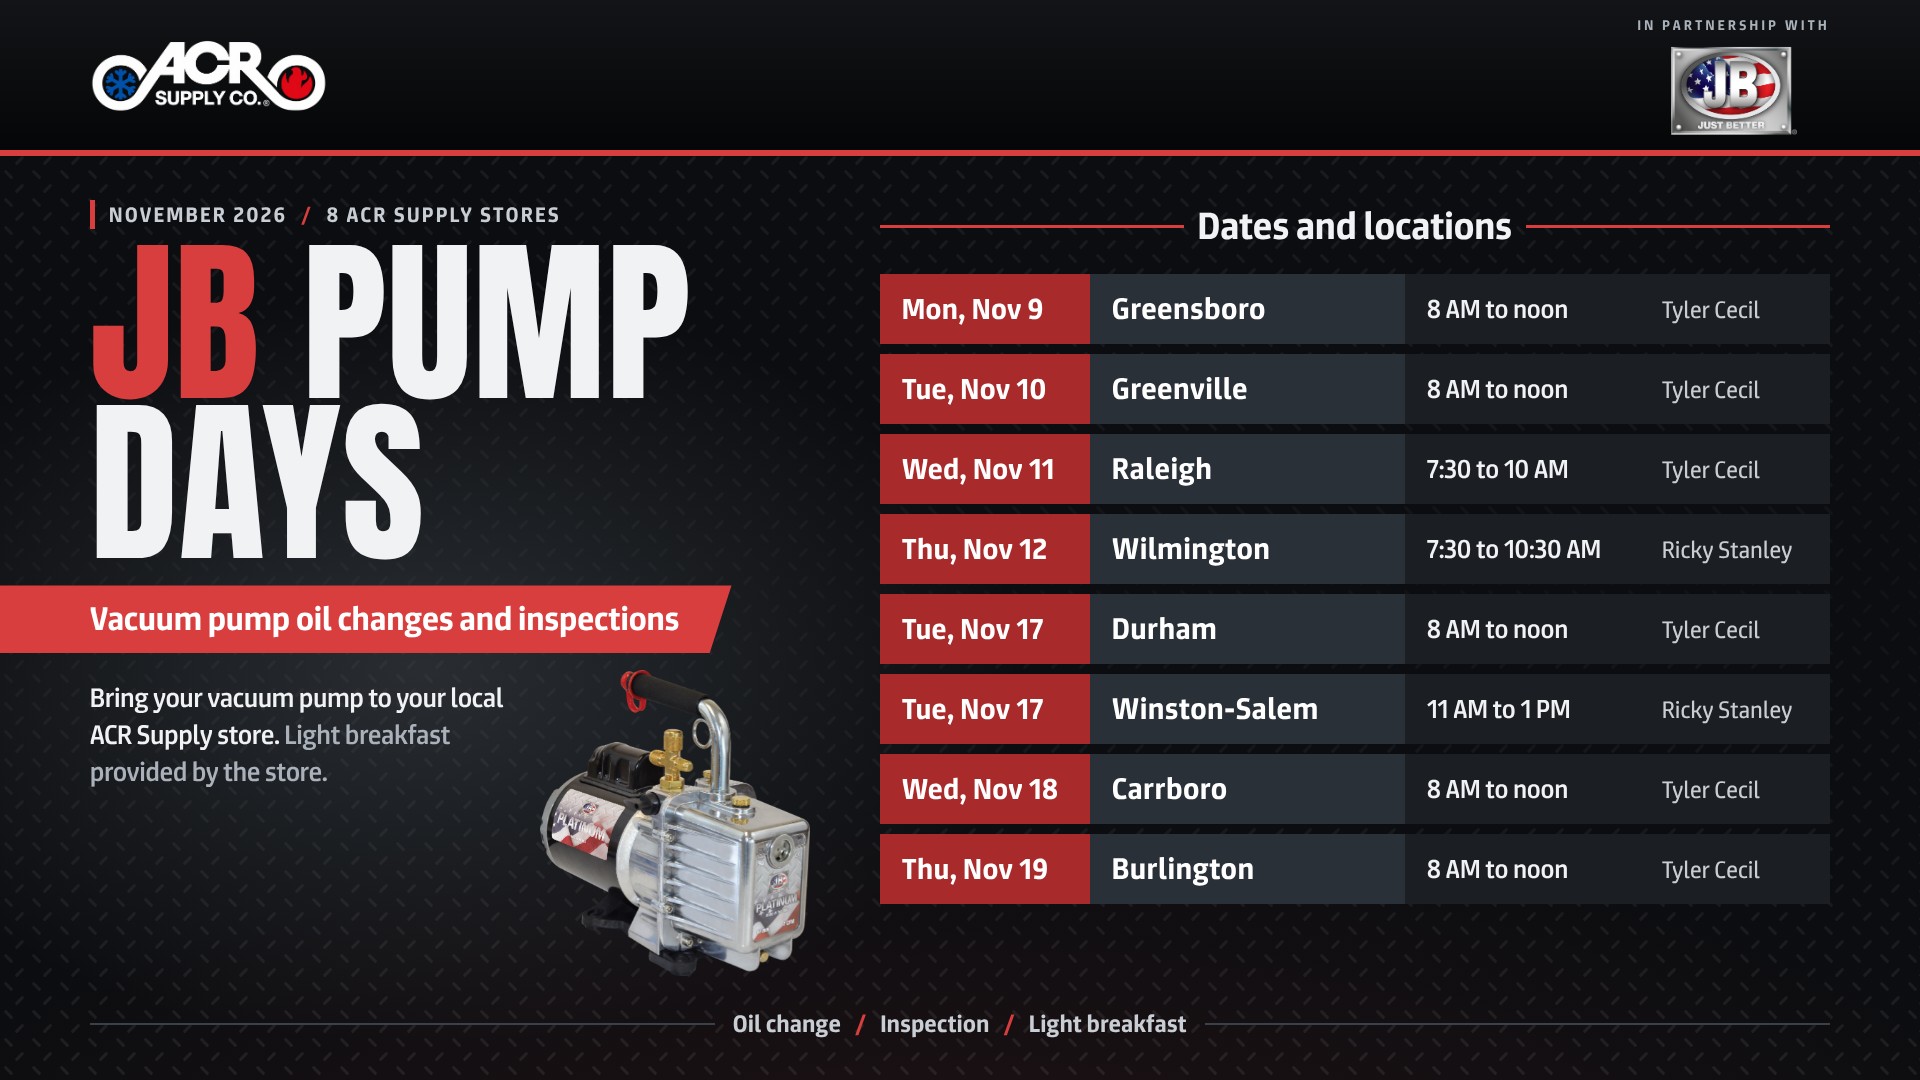 ACR
SUPPLY CO.®
IN PARTNERSHIP WITH
JB
JUST BETTER
®
NOVEMBER 2026 / 8 ACR SUPPLY STORES
JB PUMP
DAYS
Vacuum pump oil changes and inspections
Bring your vacuum pump to your local
ACR Supply store. Light breakfast
provided by the store.
PLATINUM
JB
PLATINUM
Dates and locations
Mon, Nov 9 Greensboro 8 AM to noon Tyler Cecil
Tue, Nov 10 Greenville 8 AM to noon Tyler Cecil
Wed, Nov 11 Raleigh 7:30 to 10 AM Tyler Cecil
Thu, Nov 12 Wilmington 7:30 to 10:30 AM Ricky Stanley
Tue, Nov 17 Durham 8 AM to noon Tyler Cecil
Tue, Nov 17 Winston-Salem 11 AM to 1 PM Ricky Stanley
Wed, Nov 18 Carrboro 8 AM to noon Tyler Cecil
Thu, Nov 19 Burlington 8 AM to noon Tyler Cecil
Oil change / Inspection / Light breakfast